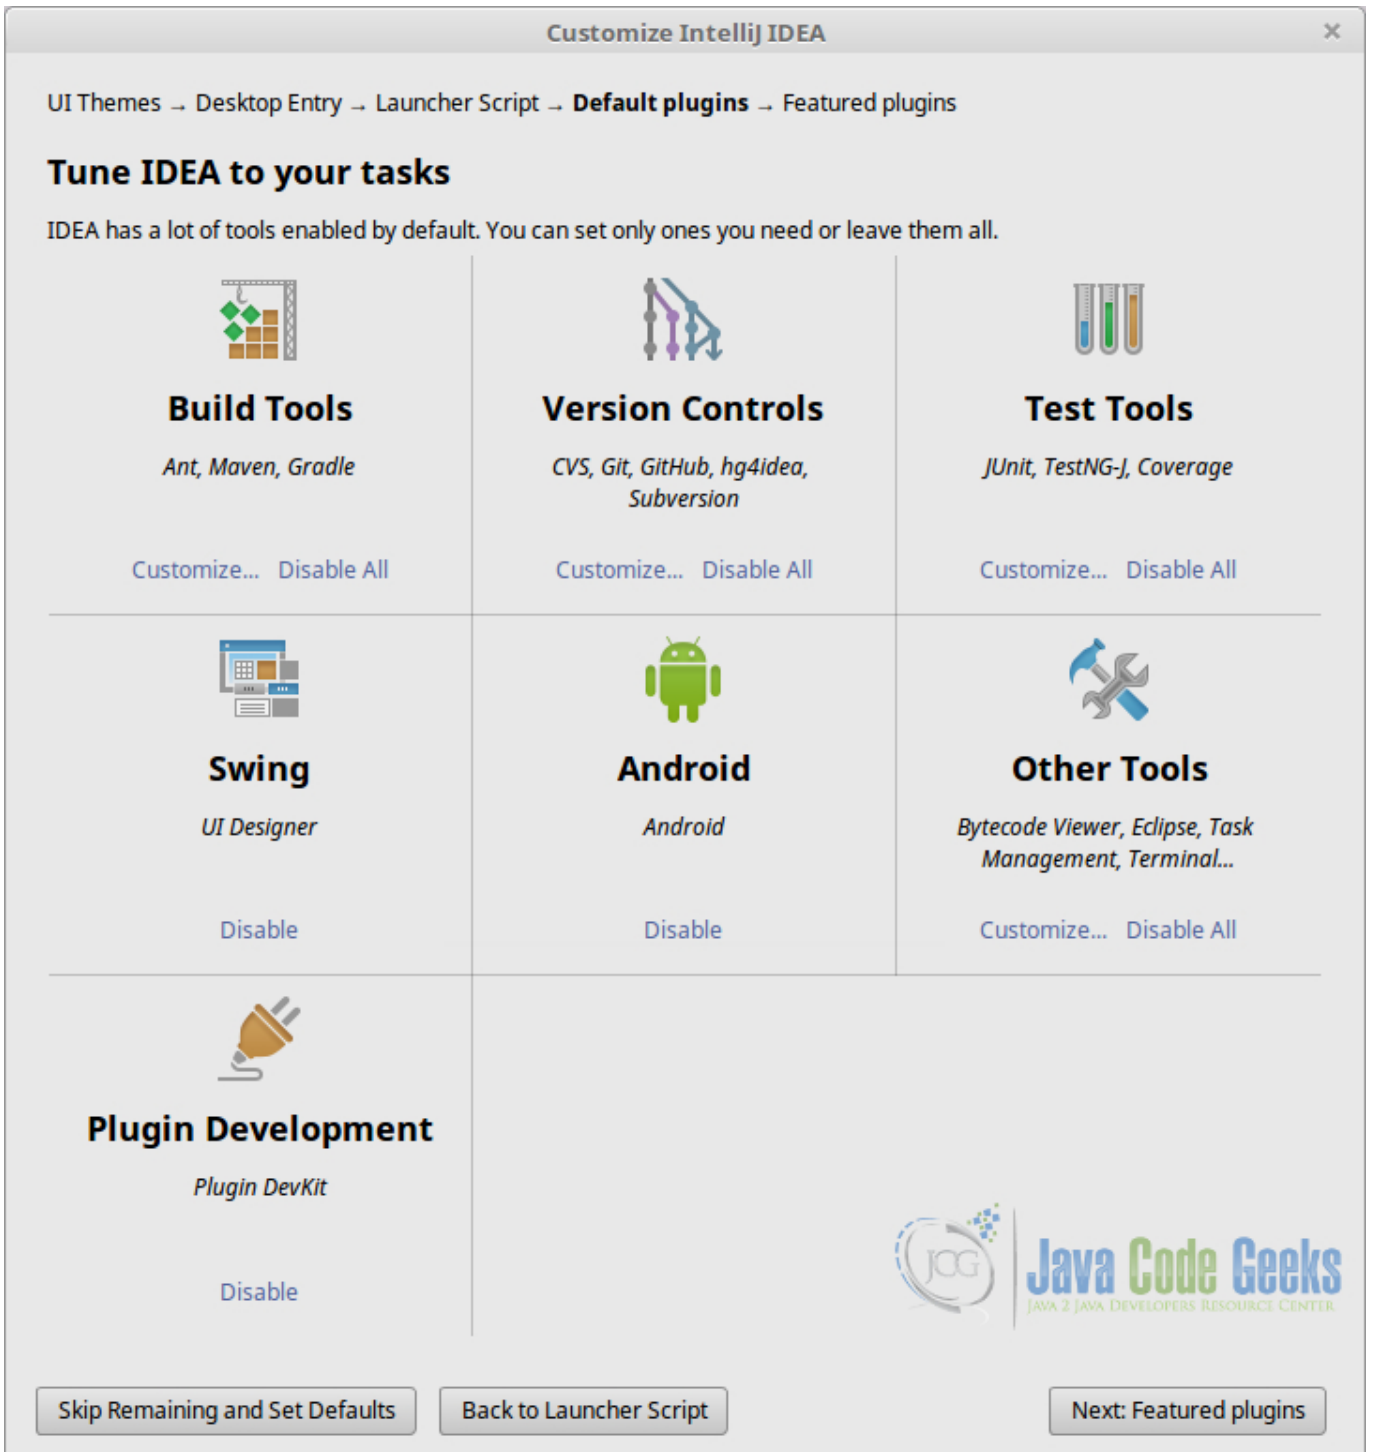 Customize IntelliJ IDEA
UI Themes → Desktop Entry → Launcher Script → Default plugins → Featured plugins
Tune IDEA to your tasks
IDEA has a lot of tools enabled by default. You can set only ones you need or leave them all.
Build Tools
Ant, Maven, Gradle
Customize... Disable All
Version Controls
CVS, Git, GitHub, hg4idea,
Subversion
Customize... Disable All
Test Tools
JUnit, TestNG-J, Coverage
Customize... Disable All
Swing
UI Designer
Disable
Android
Android
Disable
Other Tools
Bytecode Viewer, Eclipse, Task
Management, Terminal...
Customize... Disable All
Plugin Development
Plugin DevKit
Disable
JCG
Java Code Geeks
JAVA 2 JAVA DEVELOPERS RESOURCE CENTER
Skip Remaining and Set Defaults
Back to Launcher Script
Next: Featured plugins